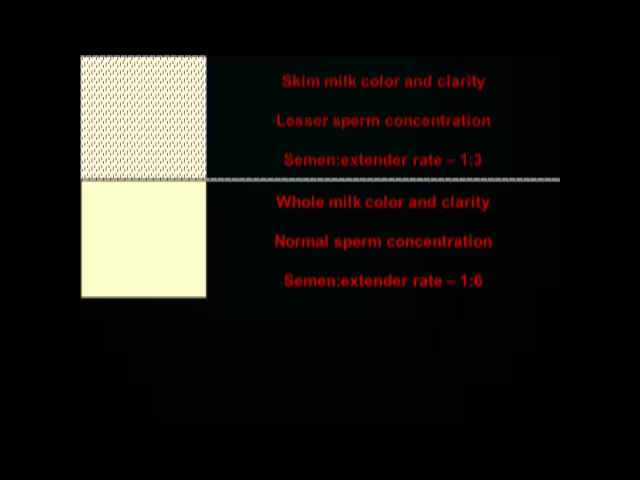 Skim milk color and clarity
Lesser sperm concentration
Semen:extender rate – 1:3
Whole milk color and clarity
Normal sperm concentration
Semen:extender rate – 1:6